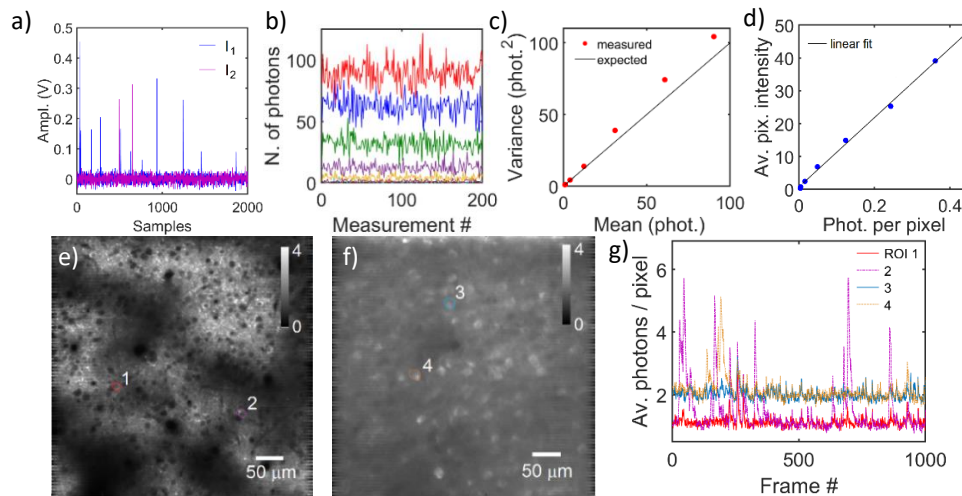 a)
Ampl. (V)
0.5
0.4
0.3
0.2
0.1
0
I1
I2
0
1000
2000
Samples
b)
N. of photons
100
50
0
0
100
200
Measurement #
c)
Variance (phot.2)
100
50
0
measured
expected
0
50
100
Mean (phot.)
d)
Av. pix. intensity
50
40
30
20
10
0
linear fit
0
0.2
0.4
Phot. per pixel
e)
4
0
1
2
50 μm
f)
4
0
3
4
50 μm
g)
Av. photons / pixel
6
4
2
ROI 1
2
3
4
0
500
1000
Frame #